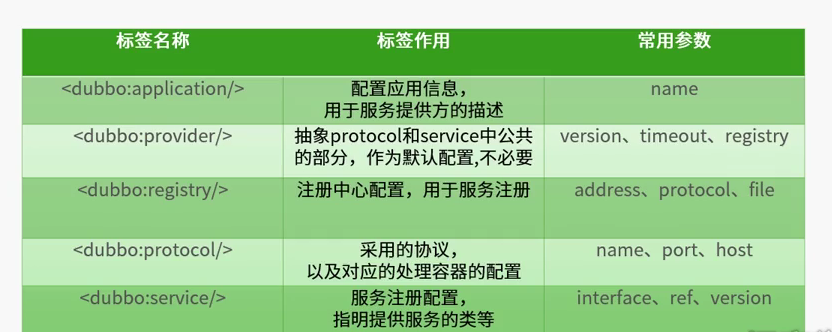 标签名称 标签作用 常用参数
<dubbo:application/> 配置应用信息， name
用于服务提供方的描述
<dubbo:provider/> 抽象protocol和service中公共 version、timeout、registry
的部分，作为默认配置,不必要
<dubbo:registry/> 注册中心配置，用于服务注册 address、protocol、file
<dubbo:protocol/> 采用的协议， name、port、host
以及对应的处理容器的配置
<dubbo:service/> 服务注册配置， interface、ref、version
指明提供服务的类等